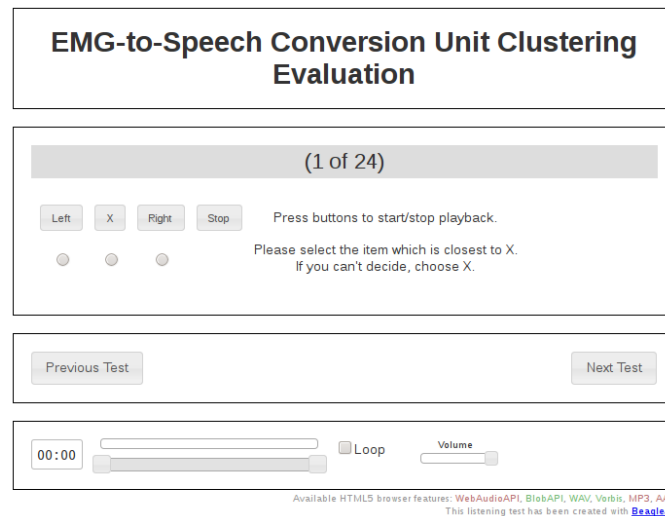 EMG-to-Speech Conversion Unit Clustering
Evaluation
(1 of 24)
Left X Right Stop Press buttons to start/stop playback.
Please select the item which is closest to X.
If you can't decide, choose X.
Previous Test Next Test
00:00 Loop Volume
Available HTML5 browser features: WebAudioAPI, BlobAPI, WAV, Vorbis, MP3,
This listening test has been created with Beagle